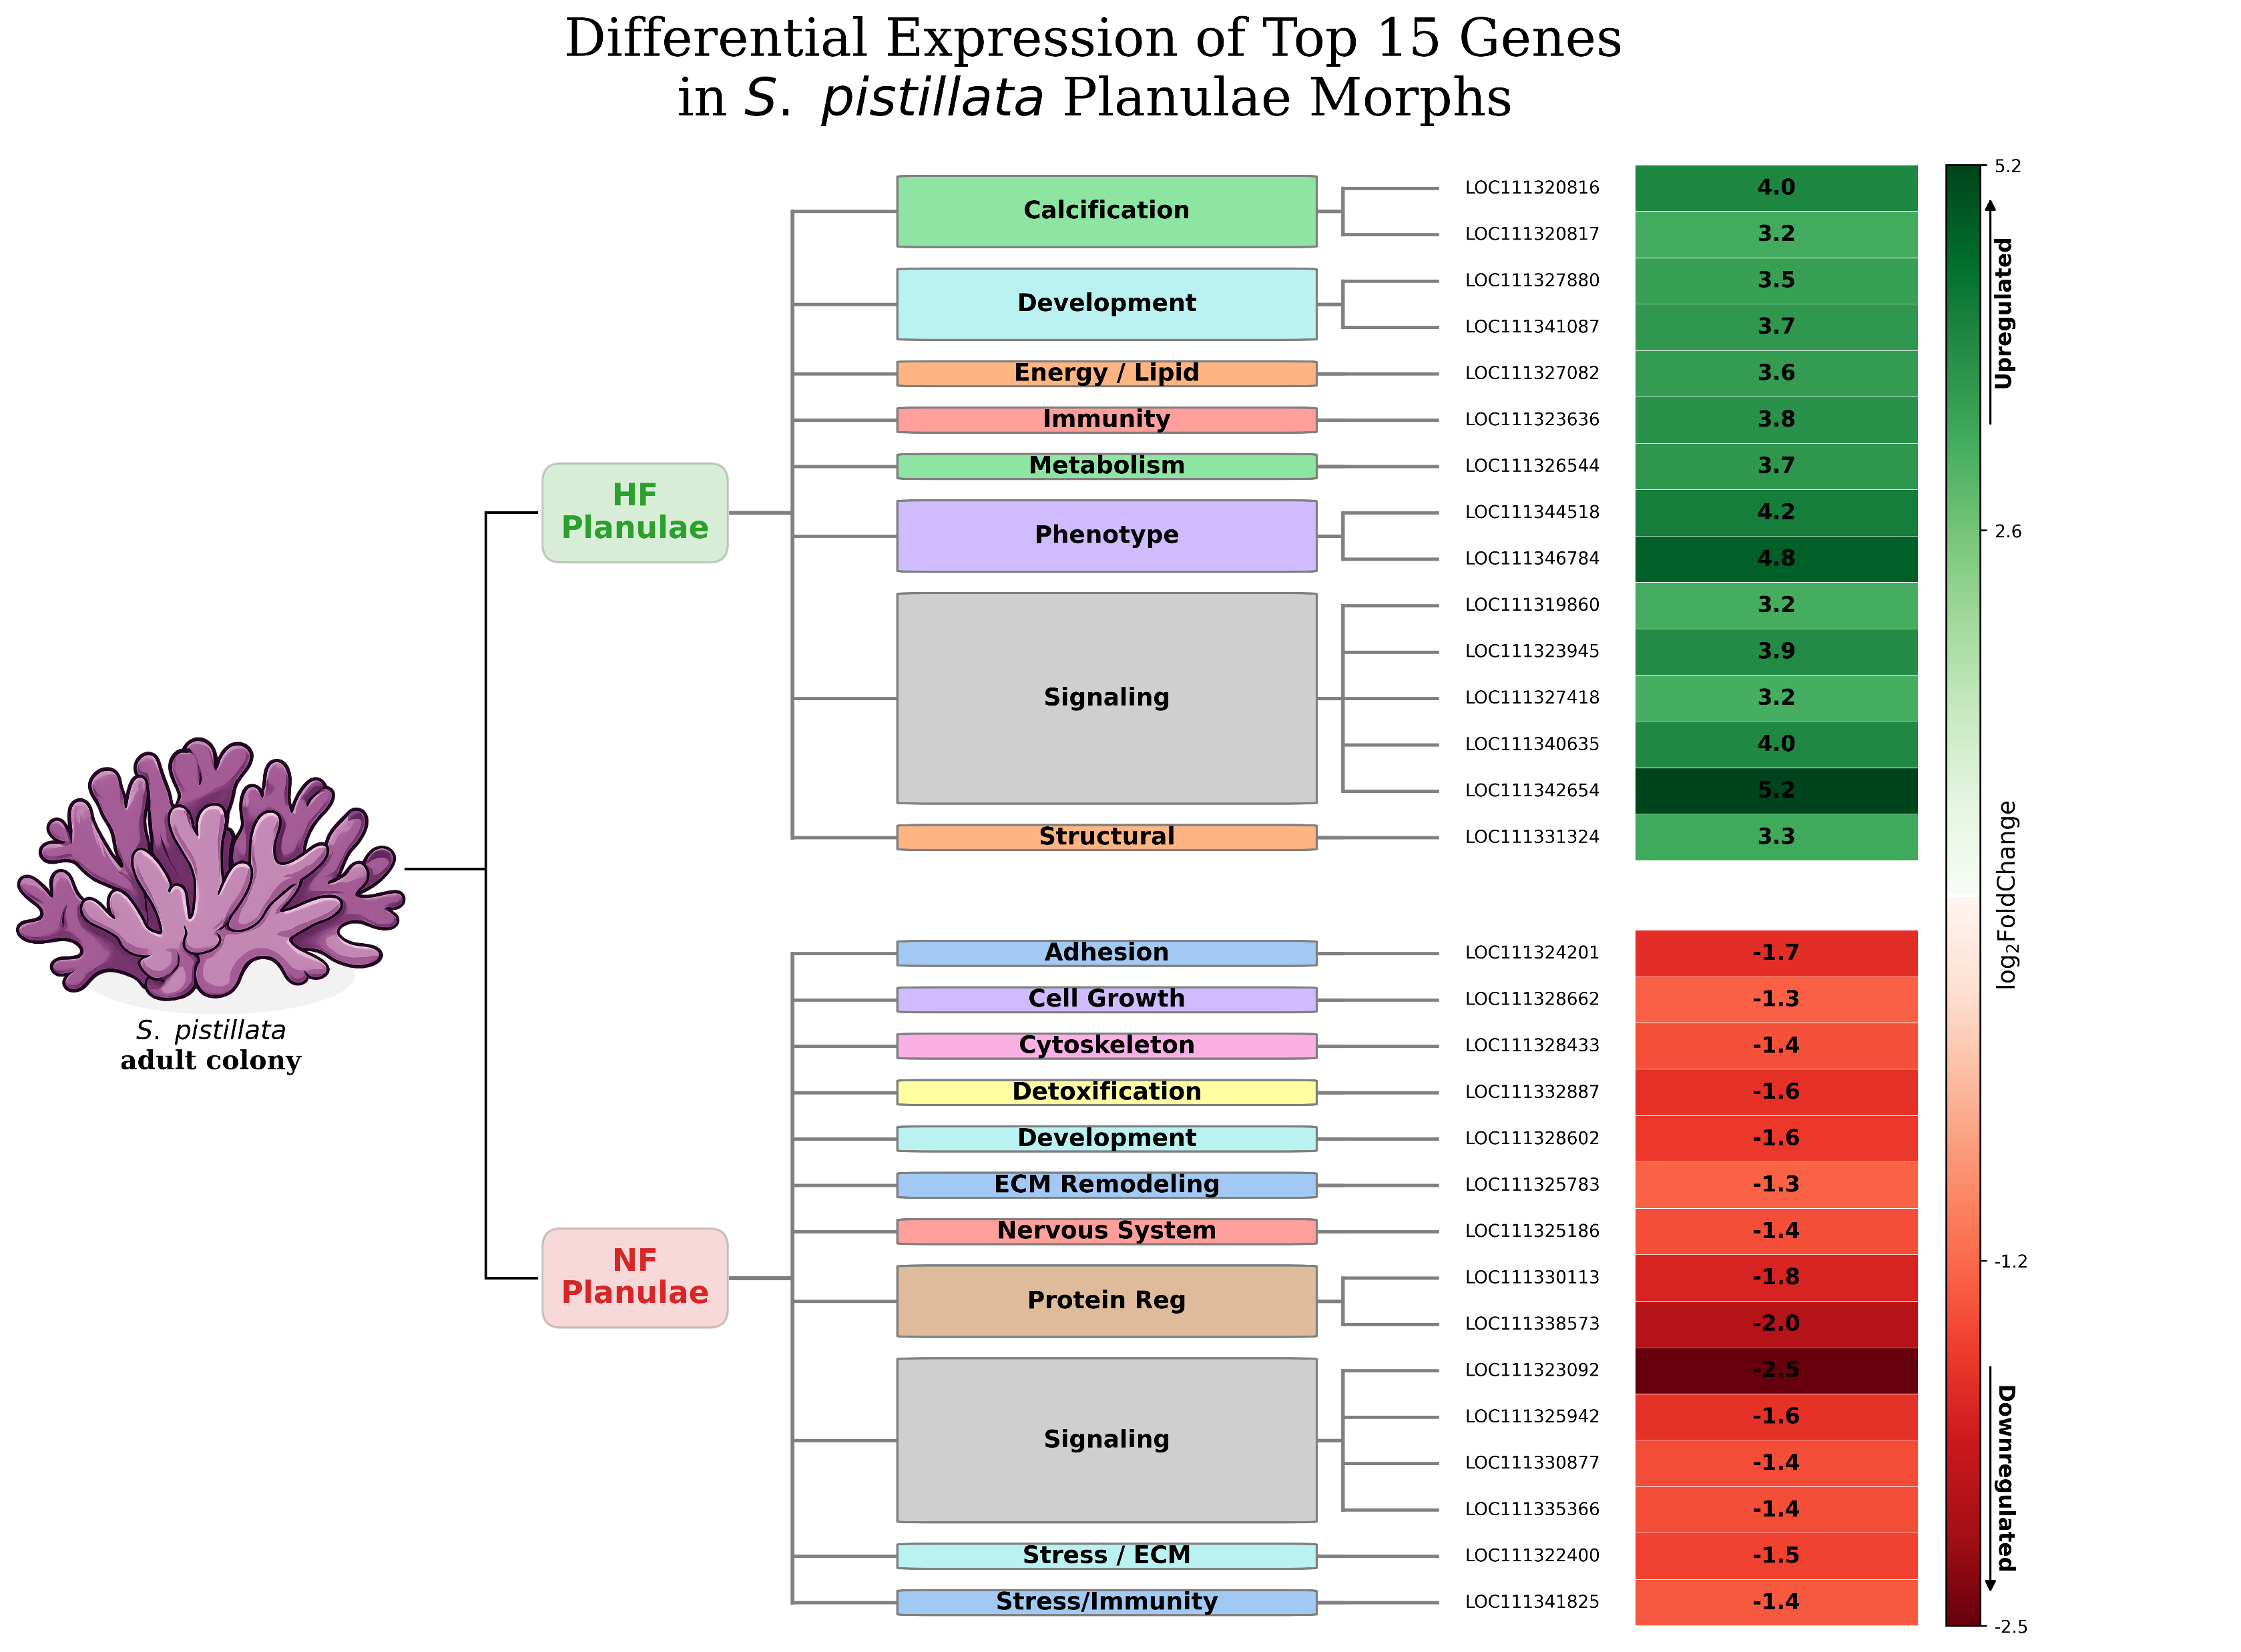 Differential Expression of Top 15 Genes
in S. pistillata Planulae Morphs
S. pistillata
adult colony
HF
Planulae
Calcification
LOC111320816 4.0
LOC111320817 3.2
Development
LOC111327880 3.5
LOC111341087 3.7
Energy / Lipid LOC111327082 3.6
Immunity LOC111323636 3.8
Metabolism LOC111326544 3.7
Phenotype
LOC111344518 4.2
LOC111346784 4.8
Signaling
LOC111319860 3.2
LOC111323945 3.9
LOC111327418 3.2
LOC111340635 4.0
LOC111342654 5.2
Structural LOC111331324 3.3
NF
Planulae
Adhesion LOC111324201 -1.7
Cell Growth LOC111328662 -1.3
Cytoskeleton LOC111328433 -1.4
Detoxification LOC111332887 -1.6
Development LOC111328602 -1.6
ECM Remodeling LOC111325783 -1.3
Nervous System LOC111325186 -1.4
Protein Reg
LOC111330113 -1.8
LOC111338573 -2.0
Signaling
LOC111323092 -2.5
LOC111325942 -1.6
LOC111330877 -1.4
LOC111335366 -1.4
Stress / ECM LOC111322400 -1.5
Stress/Immunity LOC111341825 -1.4
5.2
Upregulated
2.6
log₂FoldChange
-1.2
Downregulated
-2.5